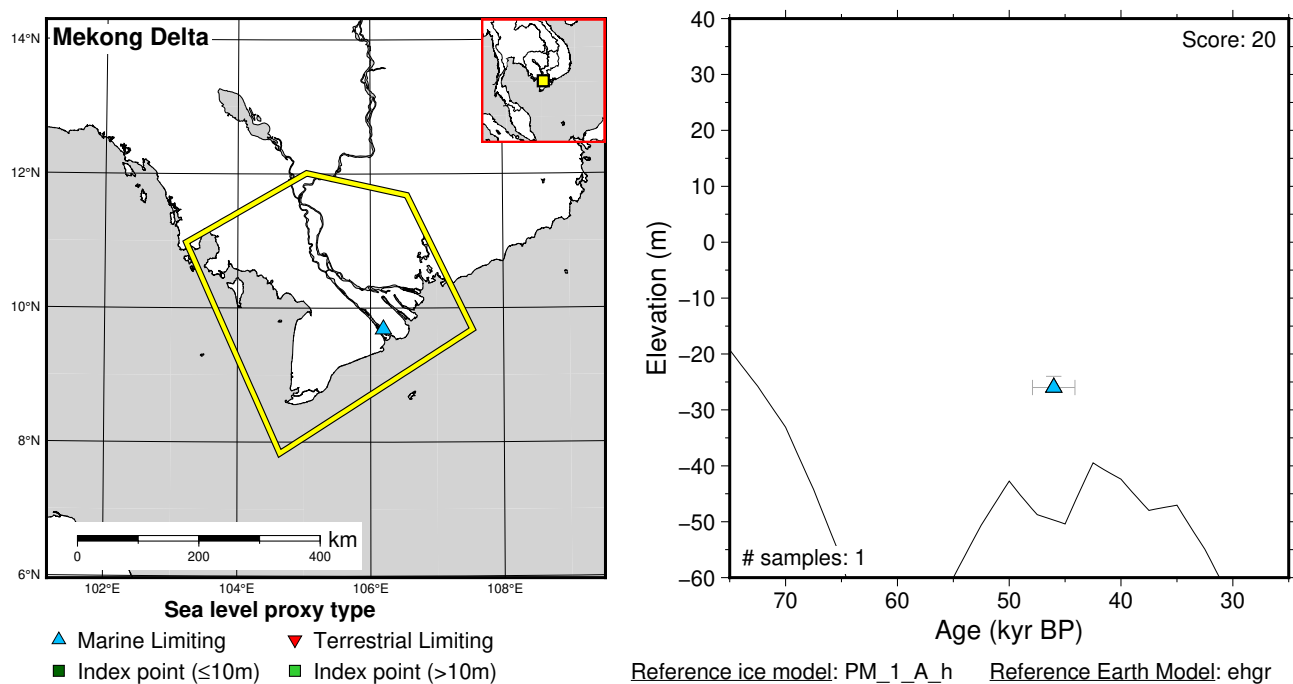 Mekong Delta
14°N
12°N
10°N
8°N
6°N
102°E
104°E
106°E
108°E
0
200
400
km
Sea level proxy type
Marine Limiting
Terrestrial Limiting
Index point (≤10m)
Index point (>10m)
Score: 20
40
30
20
10
0
−10
−20
−30
−40
−50
−60
Elevation (m)
# samples: 1
70
60
50
40
30
Age (kyr BP)
Reference ice model: PM_1_A_h
Reference Earth Model: ehgr